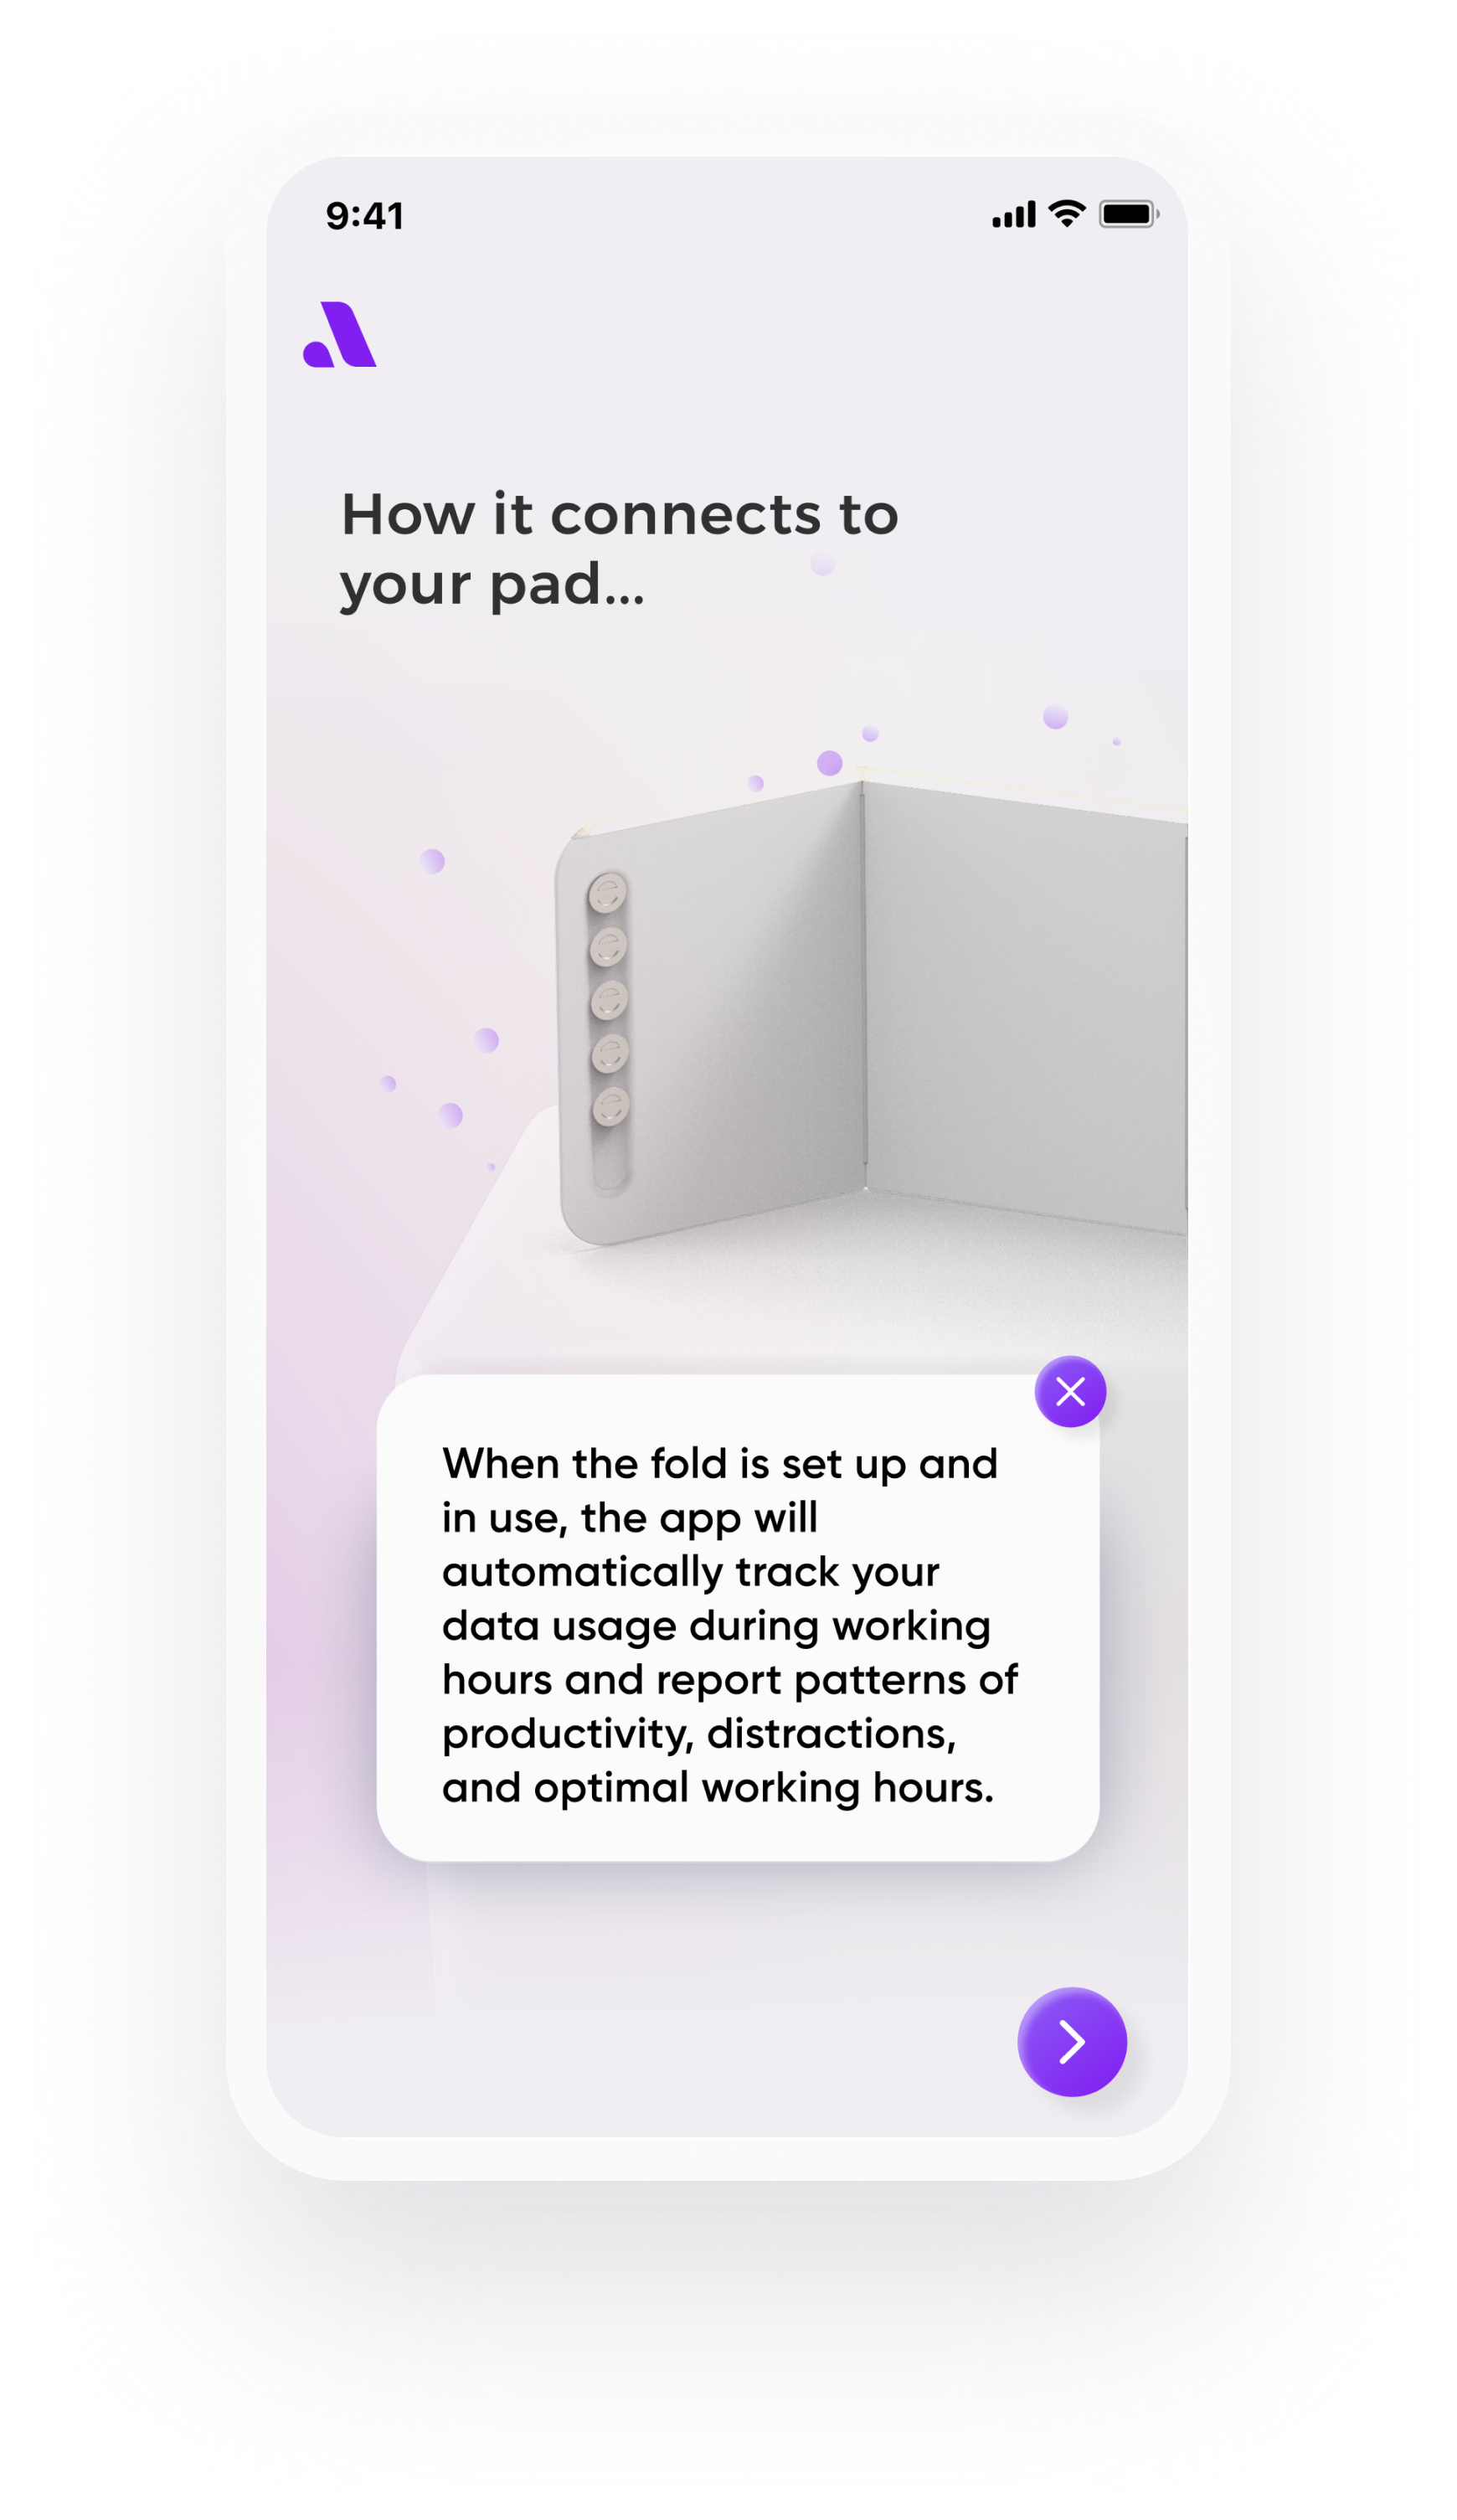 9:41
How it connects to
your pad...
e
e
e
e
e
When the fold is set up and
in use, the app will
automatically track your
data usage during working
hours and report patterns of
productivity, distractions,
and optimal working hours.